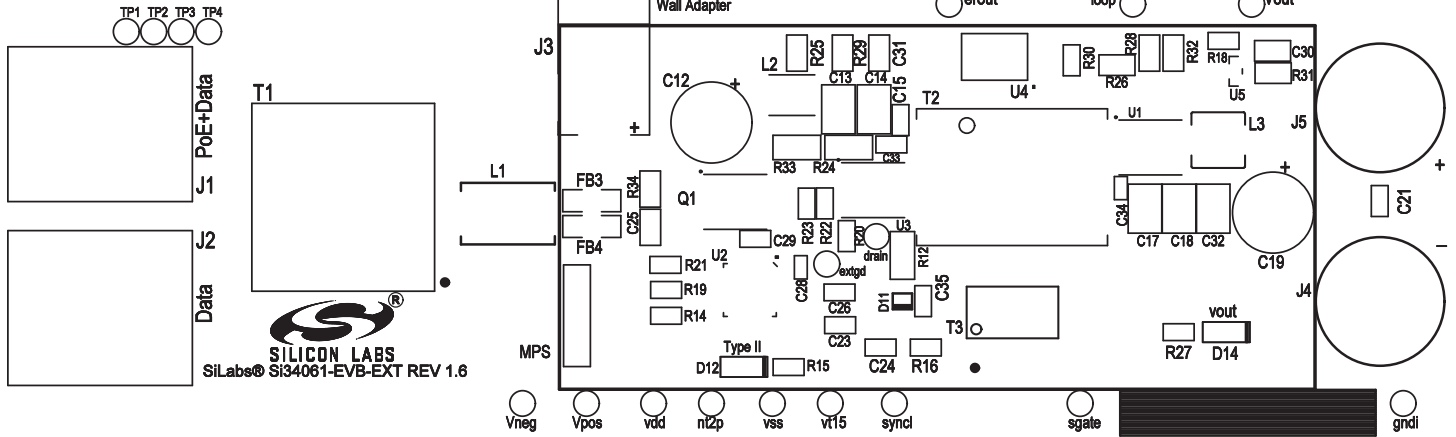 TP1 TP2 TP3 TP4
Wall Adapter
erout
loop
Vout
J3
L2
R25
R29
C31
R30
R28
R32
R18
C30
R26
R31
PoE+Data
T1
C12
+
C13 C14
C15
T2
U4
U5
U1
L3
J5
+
J1
L1
FB3
R34
Q1
R33
R24
C33
+
+
C34
C21
J2
FB4
C25
U2
C29
R23
R22
R20
U3
drain
R12
C17 C18 C32
C19
−
Data
R21
R19
R14
C28
extgd
C26
C23
D11
C35
T3
J4
vout
®
SILICON LABS
SiLabs® Si34061-EVB-EXT REV 1.6
MPS
Type II
D12
R15
C24 R16
R27 D14
Vneg Vpos vdd nt2p vss vt15 syncl sgate gndi